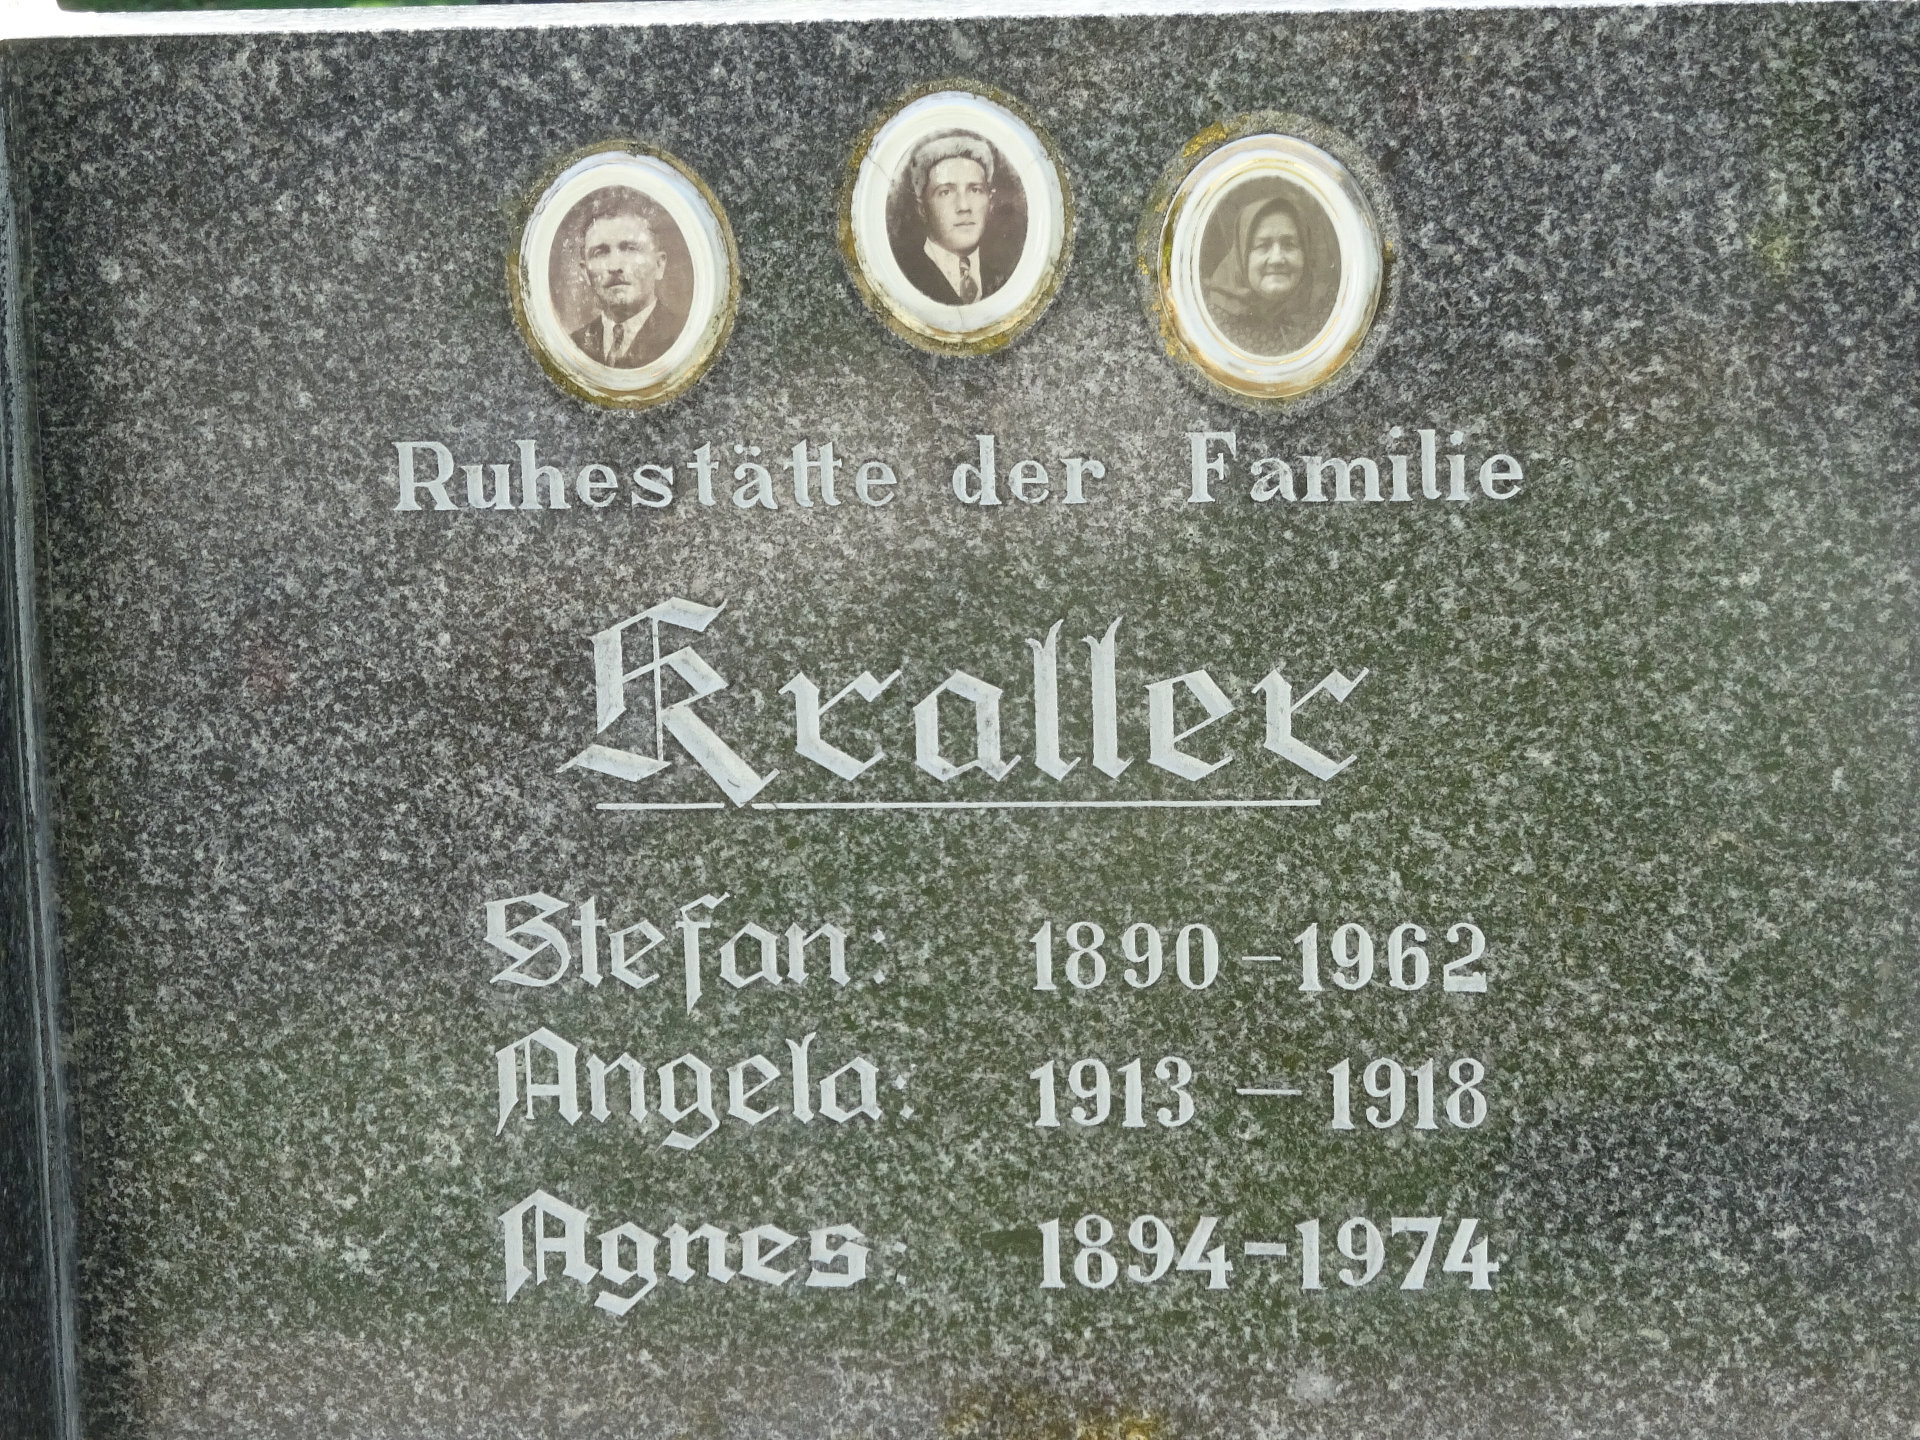 Ruhestätte der Familie
Kraller
Stefan: 1890 - 1962
Angela: 1913 - 1918
Agnes: 1894 - 1974